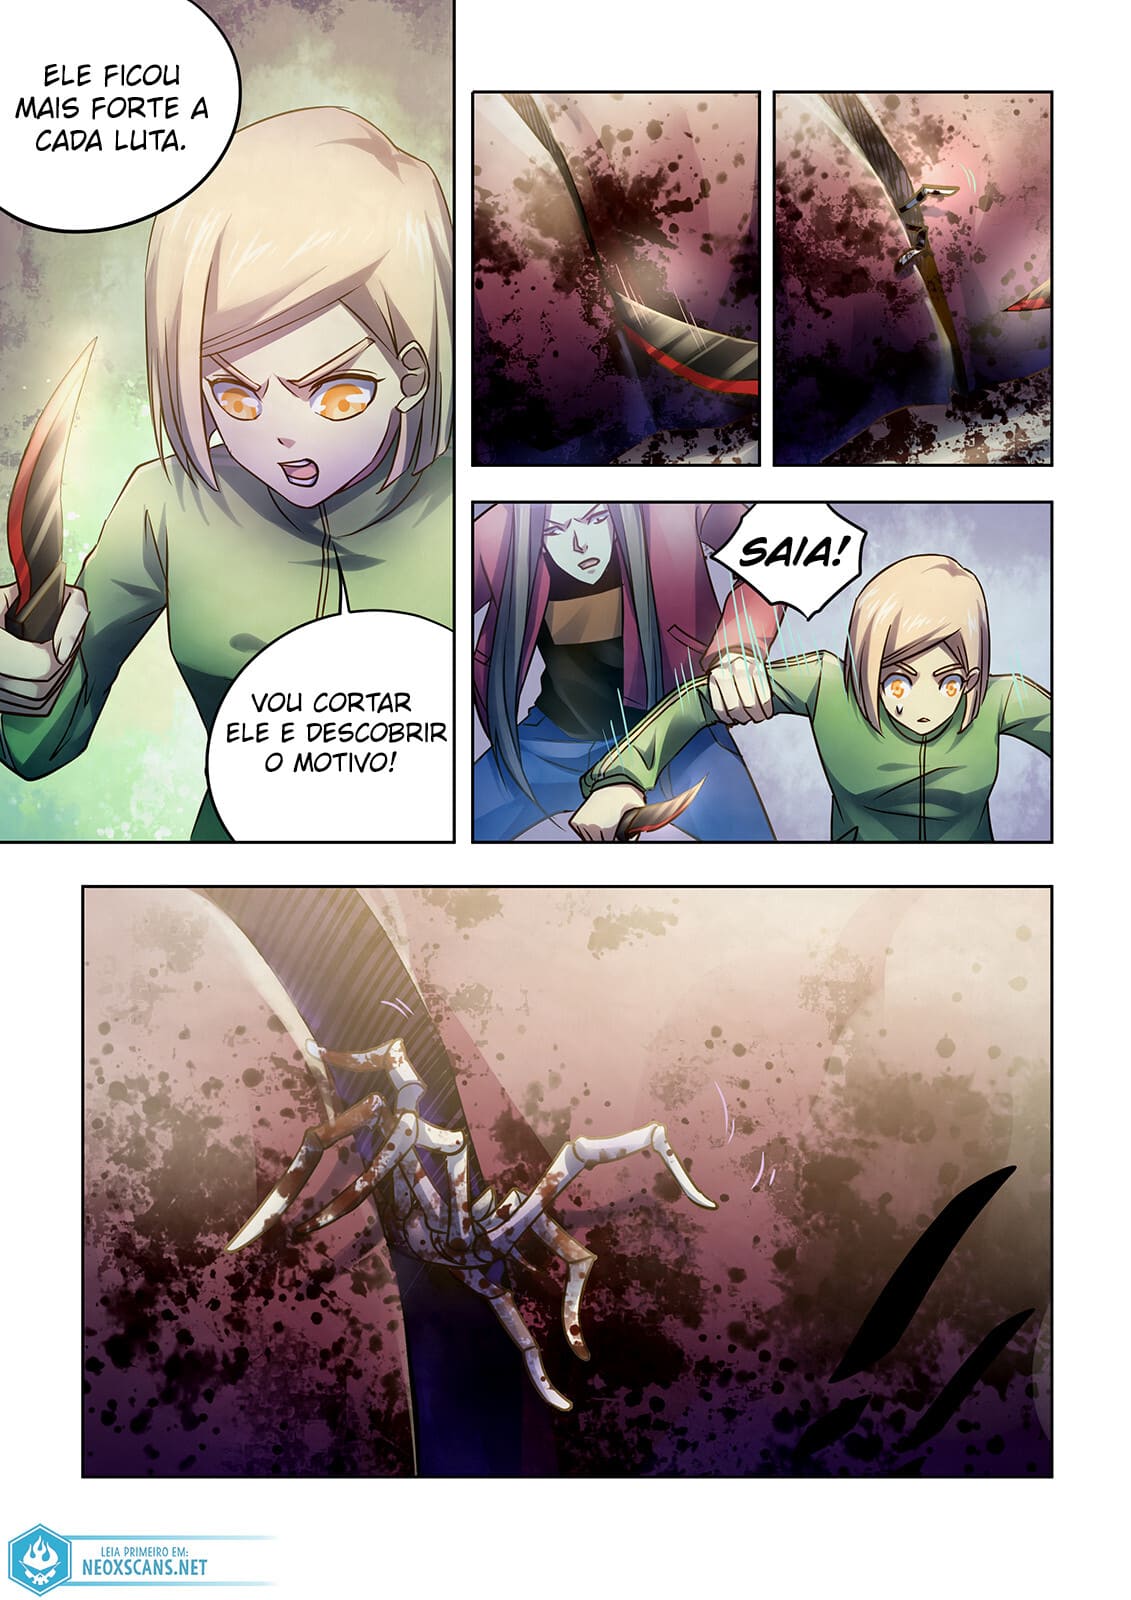 ELE FICOU
MAIS FORTE A
CADA LUTA.
VOU CORTAR
ELE E DESCOBRIR
O MOTIVO!
SAIA!
LEIA PRIMEIRO EM:
NEOXSCANS.NET